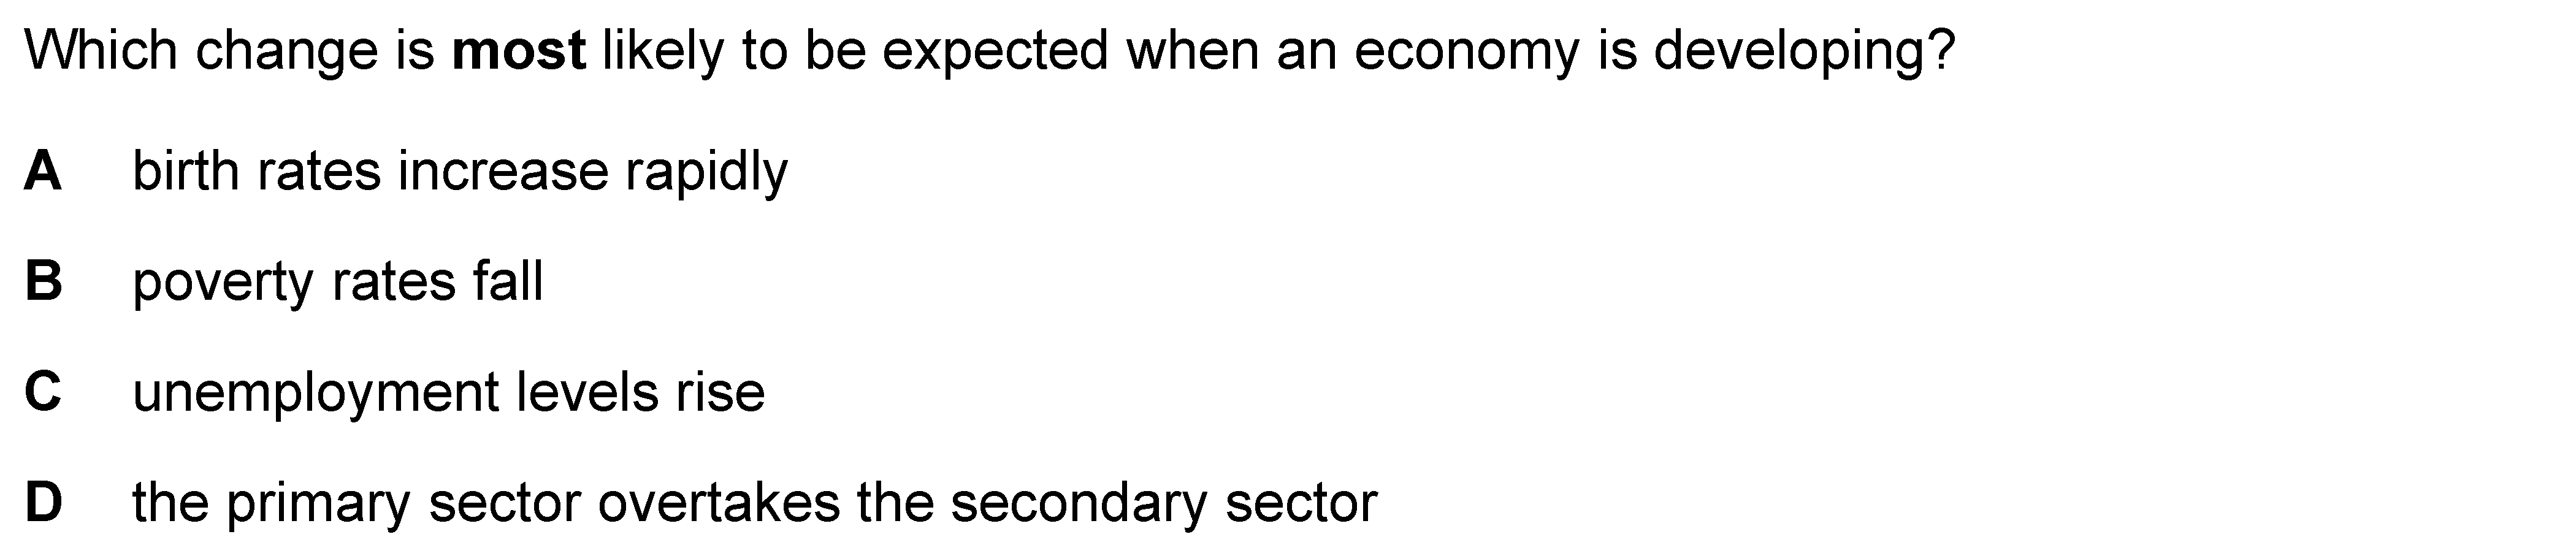 Which change is most likely to be expected when an economy is developing?
A birth rates increase rapidly
B poverty rates fall
C unemployment levels rise
D the primary sector overtakes the secondary sector